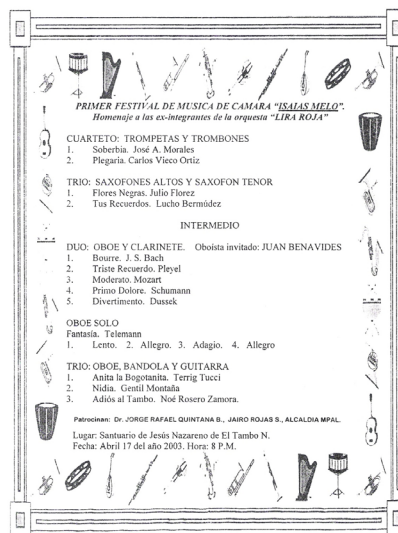 PRIMER FESTIVAL DE MUSICA DE CAMARA "ISAIAS MELO".
Homenaje a las ex-integrantes de la orquesta "LIRA ROJA"
CUARTETO: TROMPETAS Y TROMBONES
1. Soberbia. José A. Morales
2. Plegaria. Carlos Vieco Ortiz
TRIO: SAXOFONES ALTOS Y SAXOFON TENOR
1. Flores Negras. Julio Florez
2. Tus Recuerdos. Lucho Bermúdez
INTERMEDIO
DUO: OBOE Y CLARINETE. Oboísta invitado: JUAN BENAVIDES
1. Bourre. J. S. Bach
2. Triste Recuerdo. Pleyel
3. Moderato. Mozart
4. Primo Dolore. Schumann
5. Divertimento. Dussek
OBOE SOLO
Fantasía. Telemann
1. Lento. 2. Allegro. 3. Adagio. 4. Allegro
TRIO: OBOE, BANDOLA Y GUITARRA
1. Anita la Bogotanita. Terrig Tucci
2. Nidia. Gentil Montaña
3. Adiós al Tambo. Noé Rosero Zamora.
Patrocinan: Dr. JORGE RAFAEL QUINTANA B., JAIRO ROJAS S., ALCALDIA MPAL.
Lugar: Santuario de Jesús Nazareno de El Tambo N.
Fecha: Abril 17 del año 2003. Hora: 8 P.M.